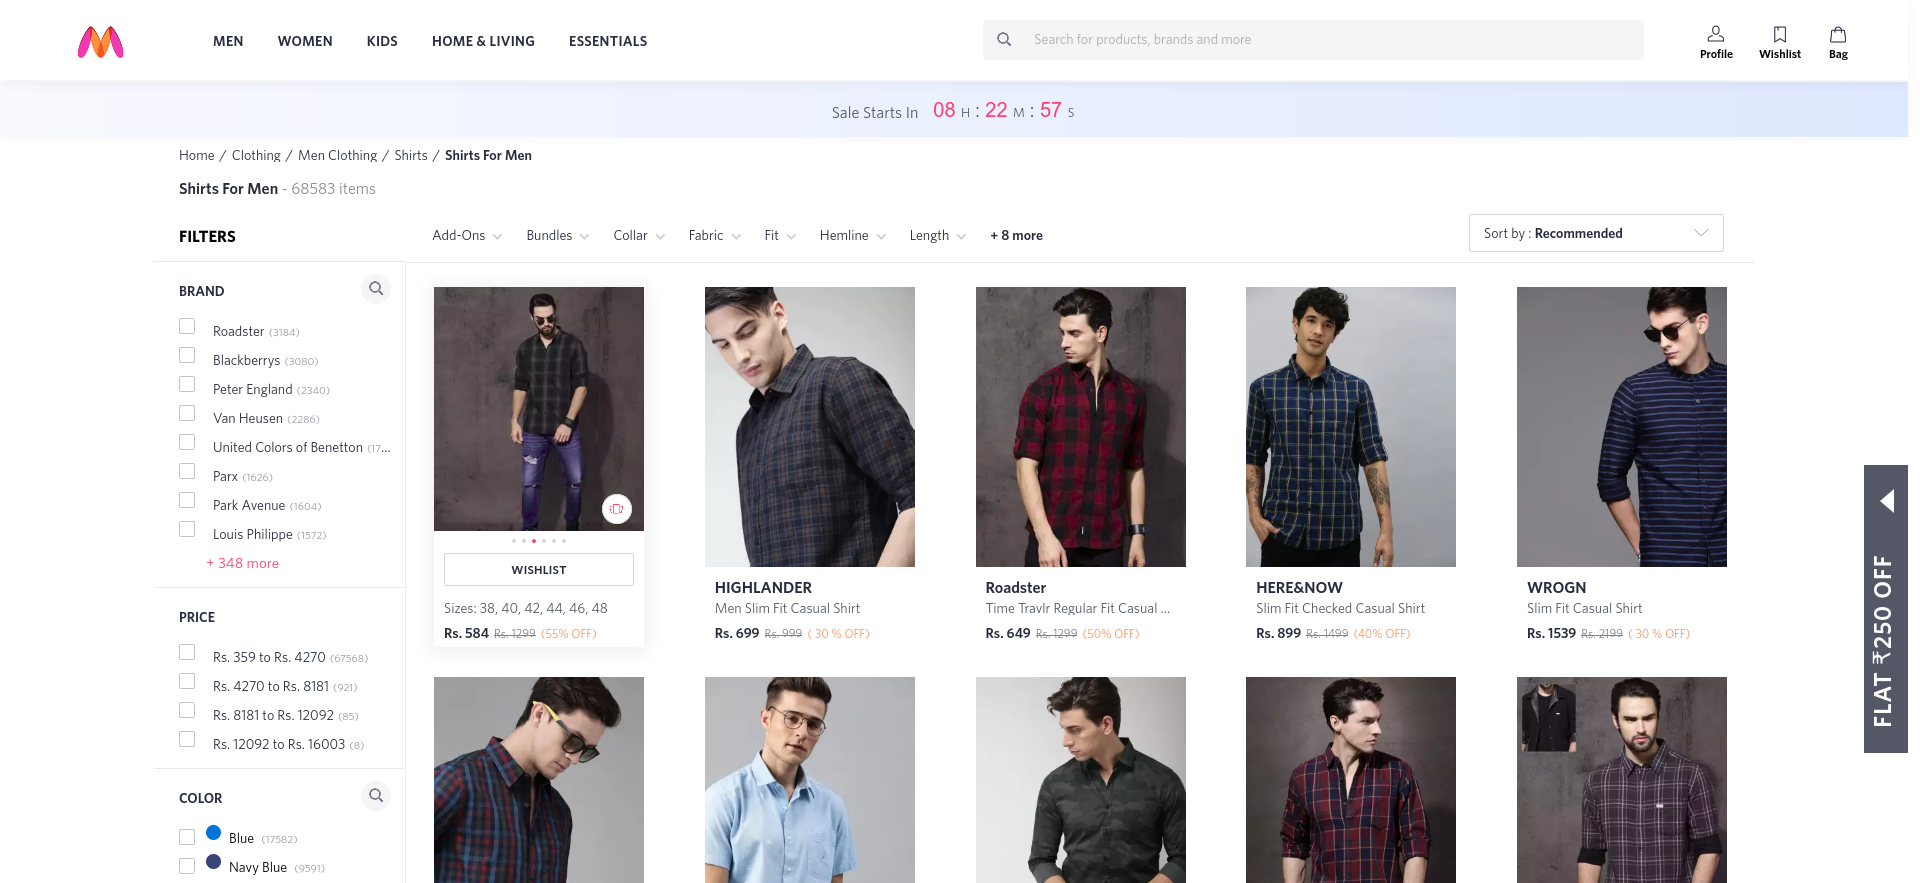 MEN WOMEN KIDS HOME & LIVING ESSENTIALS
Search for products, brands and more
Profile Wishlist Bag
Sale Starts In 08 H : 22 M : 57 S
Home / Clothing / Men Clothing / Shirts / Shirts For Men
Shirts For Men - 68583 items
FILTERS
Add-Ons Bundles Collar Fabric Fit Hemline Length + 8 more
Sort by : Recommended
BRAND
Roadster (3184)
Blackberrys (3080)
Peter England (2340)
Van Heusen (2286)
United Colors of Benetton (17...
Parx (1626)
Park Avenue (1604)
Louis Philippe (1572)
+ 348 more
PRICE
Rs. 359 to Rs. 4270 (67568)
Rs. 4270 to Rs. 8181 (921)
Rs. 8181 to Rs. 12092 (85)
Rs. 12092 to Rs. 16003 (8)
COLOR
Blue (17582)
Navy Blue (9591)
WISHLIST
Sizes: 38, 40, 42, 44, 46, 48
Rs. 584 Rs. 1299 (55% OFF)
HIGHLANDER
Men Slim Fit Casual Shirt
Rs. 699 Rs. 999 ( 30 % OFF)
Roadster
Time Travlr Regular Fit Casual ...
Rs. 649 Rs. 1299 (50% OFF)
HERE&NOW
Slim Fit Checked Casual Shirt
Rs. 899 Rs. 1499 (40% OFF)
WROGN
Slim Fit Casual Shirt
Rs. 1539 Rs. 2199 ( 30 % OFF)
FLAT ₹250 OFF